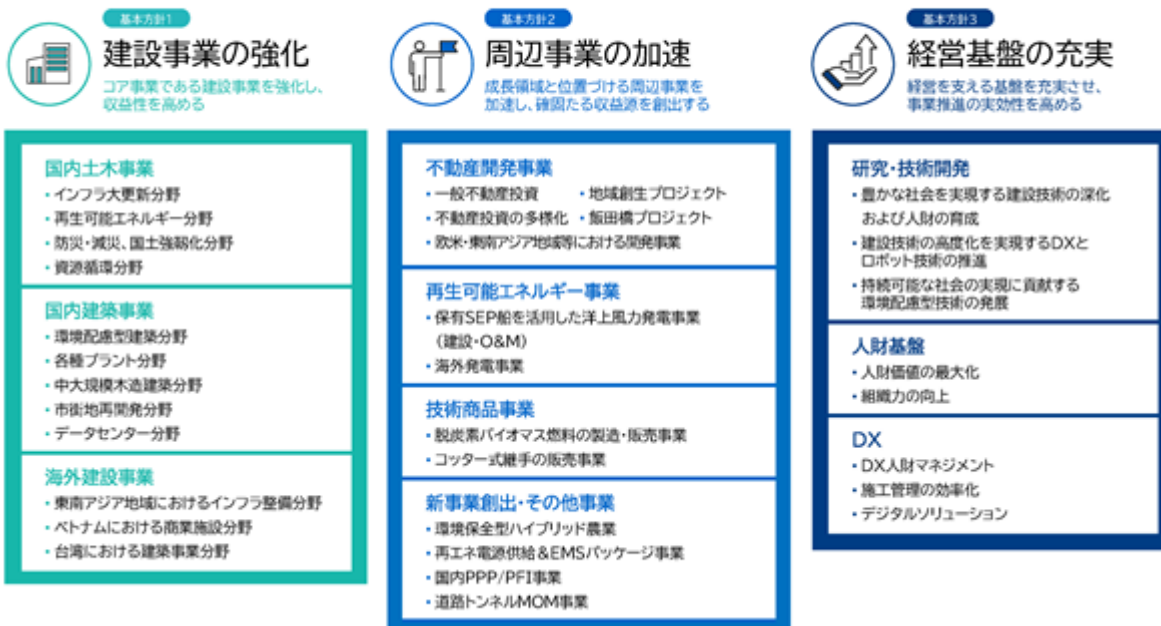 基本方針1
建設事業の強化
コア事業である建設事業を強化し、
収益性を高める
国内土木事業
・インフラ大更新分野
・再生可能エネルギー分野
・防災・減災、国土強靱化分野
・資源循環分野
国内建築事業
・環境配慮型建築分野
・各種プラント分野
・中大規模木造建築分野
・市街地再開発分野
・データセンター分野
海外建設事業
・東南アジア地域におけるインフラ整備分野
・ベトナムにおける商業施設分野
・台湾における建築事業分野
基本方針2
周辺事業の加速
成長領域と位置づける周辺事業を
加速し、確固たる収益源を創出する
不動産開発事業
・一般不動産投資 ・地域創生プロジェクト
・不動産投資の多様化 ・飯田橋プロジェクト
・欧米・東南アジア地域等における開発事業
再生可能エネルギー事業
・保有SEP船を活用した洋上風力発電事業
(建設・O&M)
・海外発電事業
技術商品事業
・脱炭素バイオマス燃料の製造・販売事業
・コッター式継手の販売事業
新事業創出・その他事業
・環境保全型ハイブリッド農業
・再エネ電源供給&EMSパッケージ事業
・国内PPP/PFI事業
・道路トンネルMOM事業
基本方針3
経営基盤の充実
経営を支える基盤を充実させ、
事業推進の実効性を高める
研究・技術開発
・豊かな社会を実現する建設技術の深化
および人財の育成
・建設技術の高度化を実現するDXと
ロボット技術の推進
・持続可能な社会の実現に貢献する
環境配慮型技術の発展
人財基盤
・人財価値の最大化
・組織力の向上
DX
・DX人財マネジメント
・施工管理の効率化
・デジタルソリューション